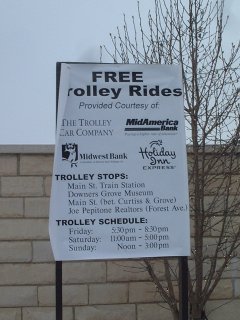 FREE
Trolley Rides
Provided Courtesy of:
THE TROLLEY
CAR COMPANY
MidAmerica
Bank
Midwest Bank
Holiday
Inn
EXPRESS
TROLLEY STOPS:
Main St. Train Station
Downers Grove Museum
Main St. (bet. Curtiss & Grove)
Joe Pepitone Realtors (Forest Ave.)
TROLLEY SCHEDULE:
Friday: 5:30pm - 8:30pm
Saturday: 11:00am - 5:00pm
Sunday: Noon - 3:00pm